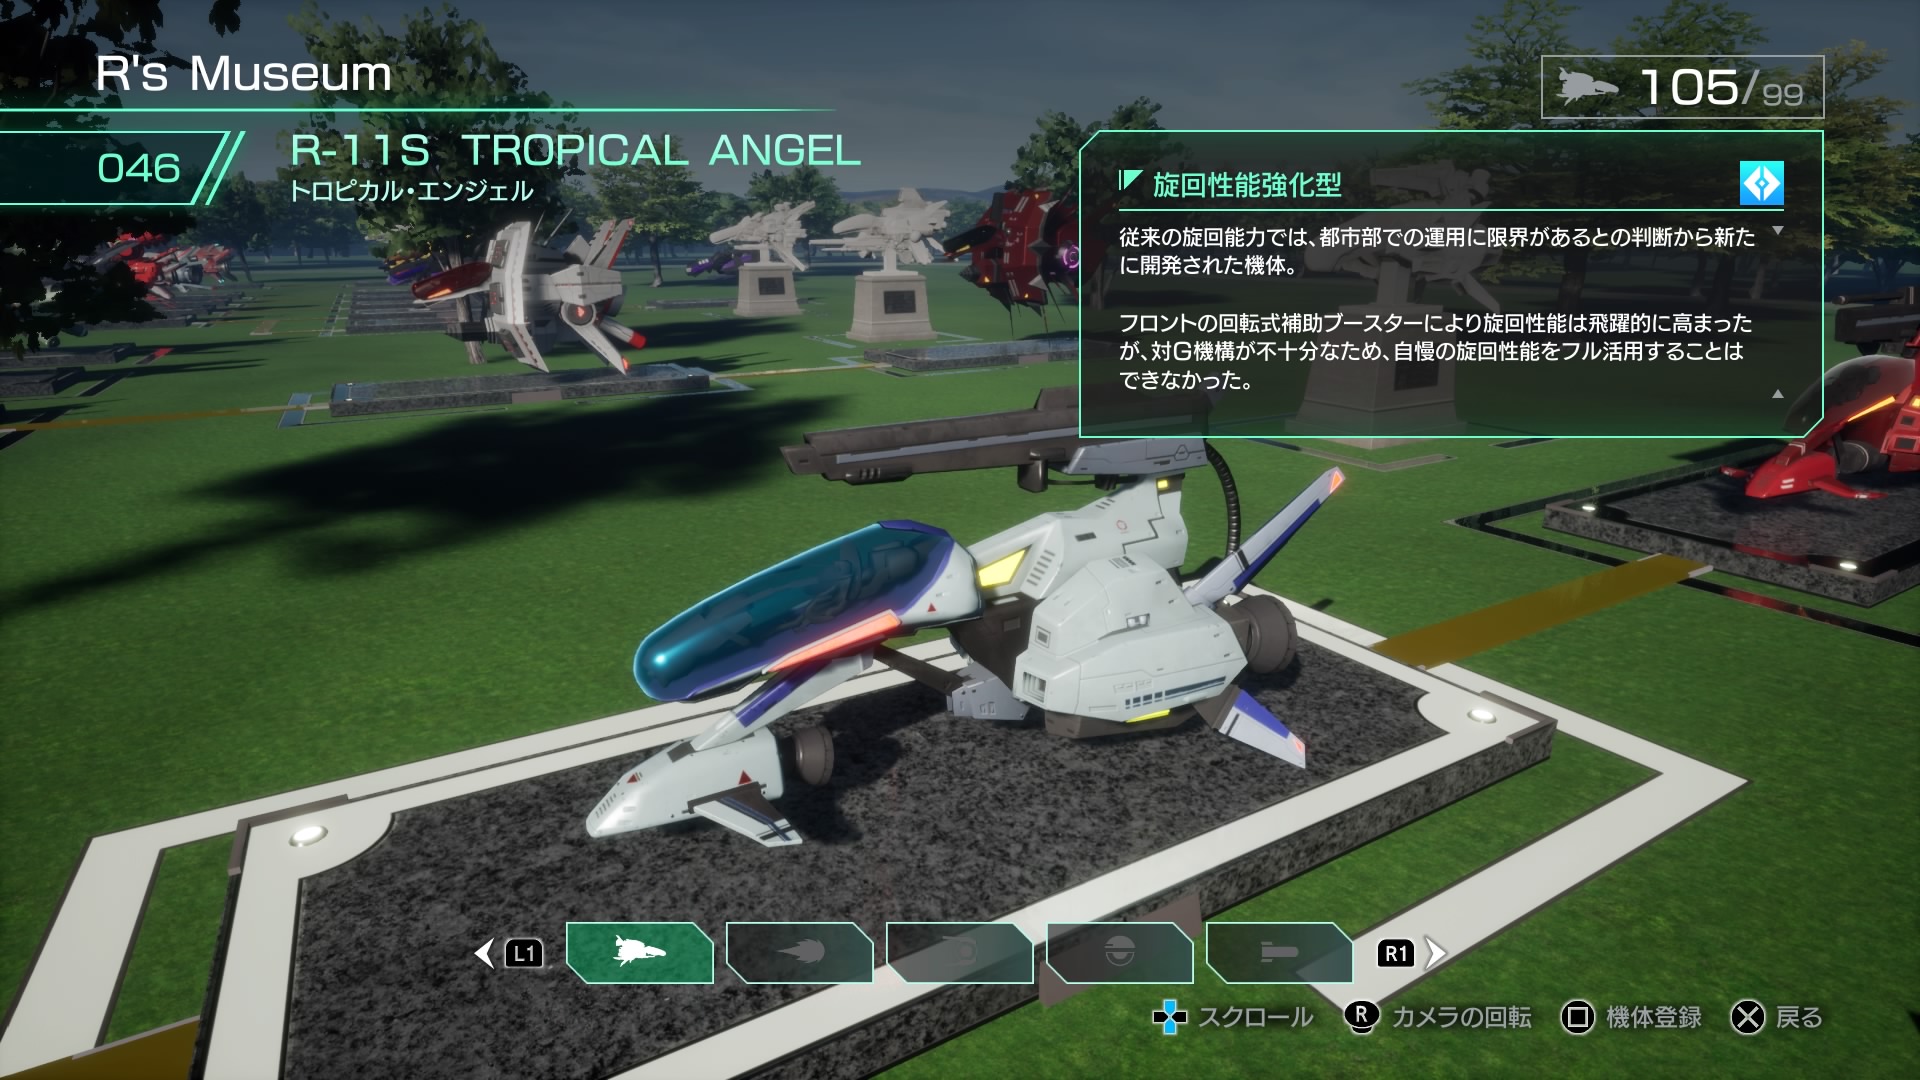 R's Museum
105/99
046
R-11S TROPICAL ANGEL
トロピカル・エンジェル
旋回性能強化型
従来の旋回能力では、都市部での運用に限界があるとの判断から新た
に開発された機体。
フロントの回転式補助ブースターにより旋回性能は飛躍的に高まった
が、対G機構が不十分なため、自慢の旋回性能をフル活用することは
できなかった。
L1
R1
スクロール
R カメラの回転
機体登録
戻る